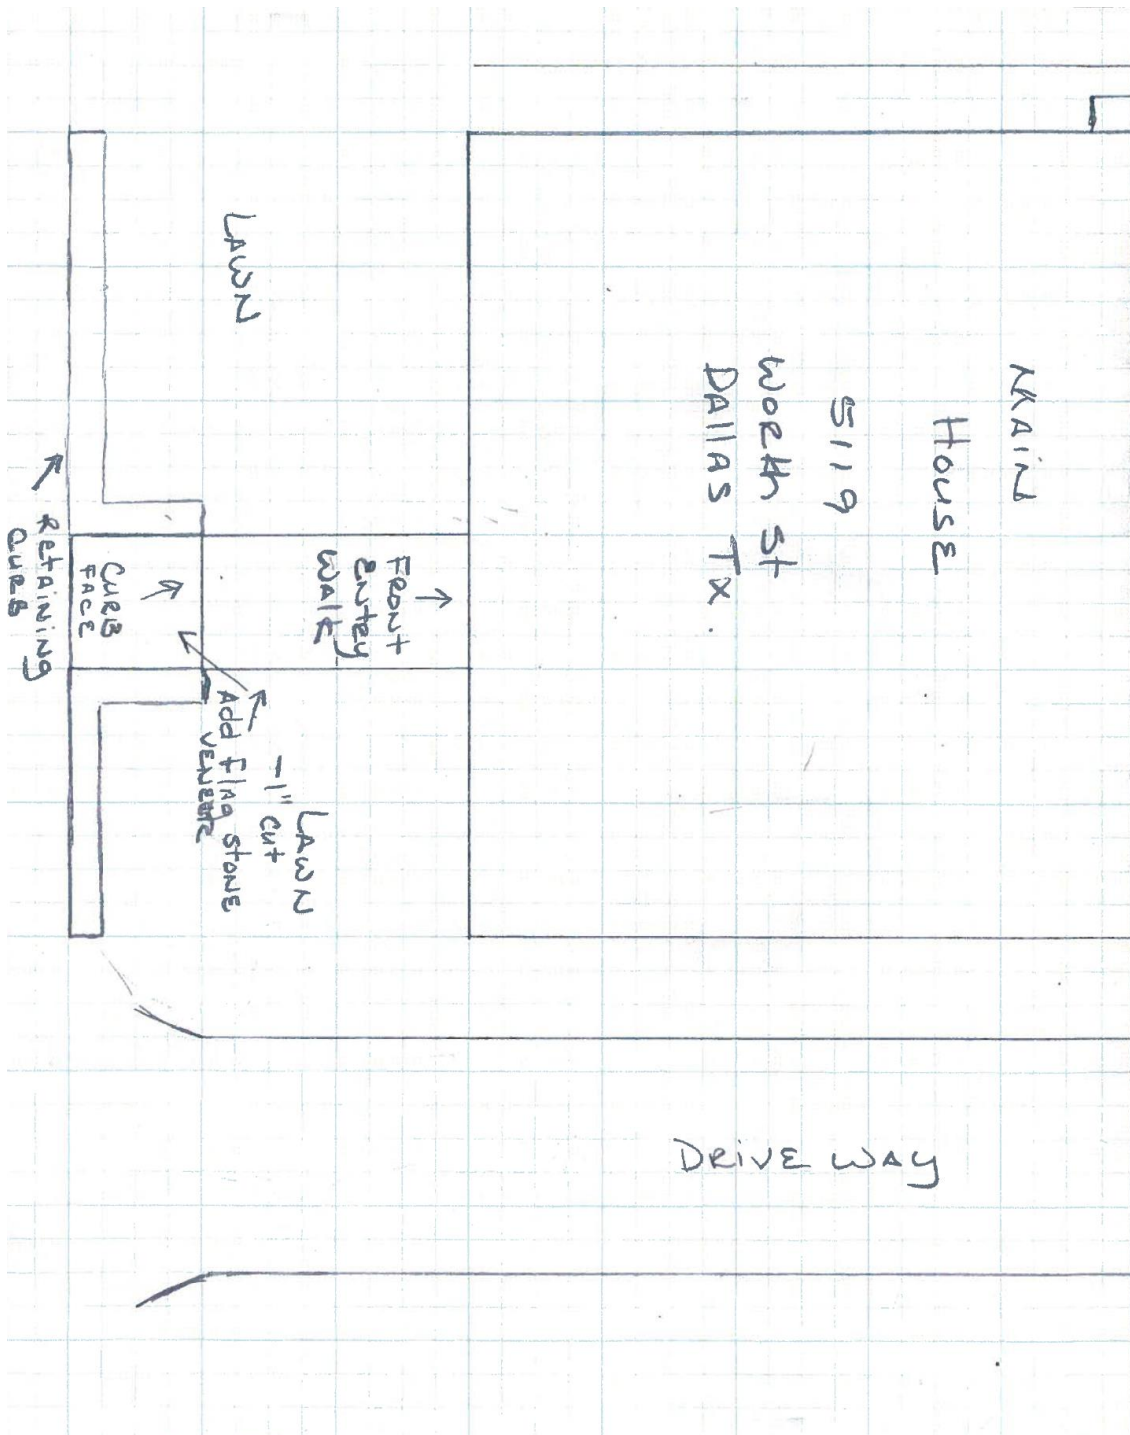 MAIN
House
5119
Worth St
DAllAS Tx
LAWN
FRONT
Entry
Walk
CURB
FACE
Retaining
Curb
LAWN
-1" Cut
Add Flag Stone
VENEER
DRiVE WAY